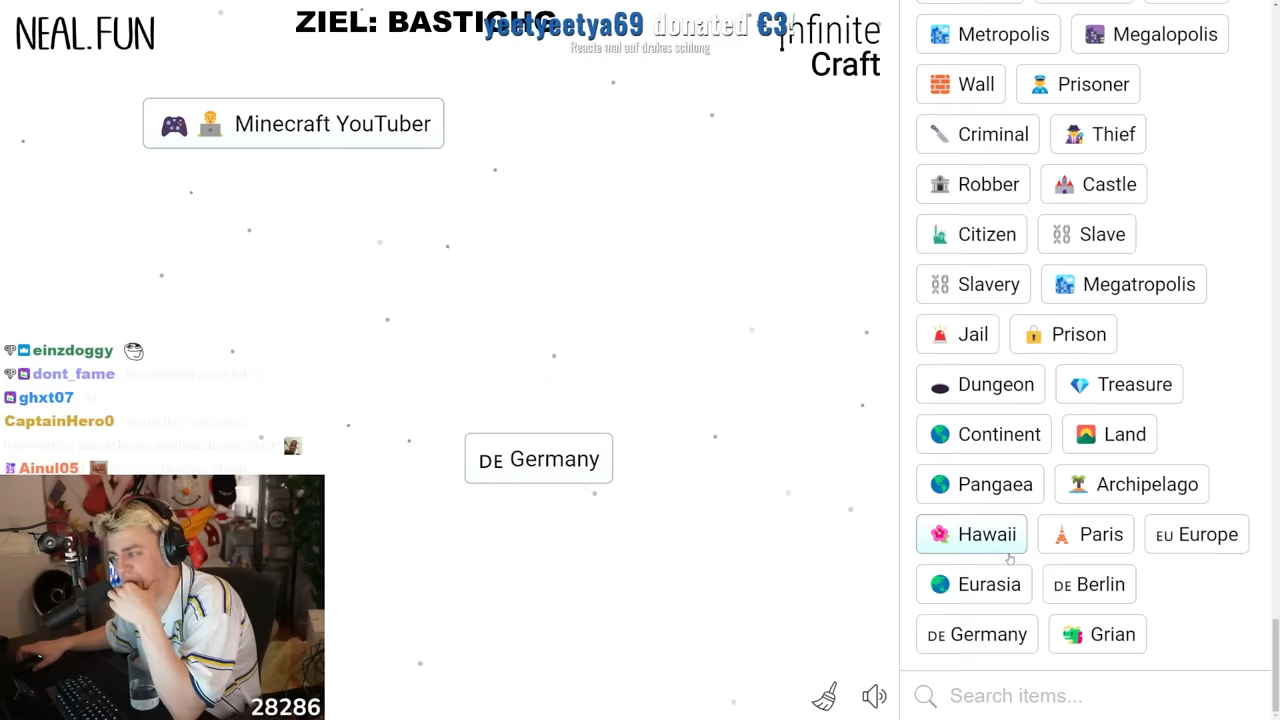 NEAL.FUN
ZIEL: BASTIGHG
yeetyeetya69 donated €3!
Reacte mal auf drakes schlong
Infinite
Craft
Minecraft YouTuber
DE Germany
einzdoggy
dont_fame
ghxt07
CaptainHero0
Ainul05
28286
Metropolis
Megalopolis
Wall
Prisoner
Criminal
Thief
Robber
Castle
Citizen
Slave
Slavery
Megatropolis
Jail
Prison
Dungeon
Treasure
Continent
Land
Pangaea
Archipelago
Hawaii
Paris
EU Europe
Eurasia
DE Berlin
DE Germany
Grian
Search items...